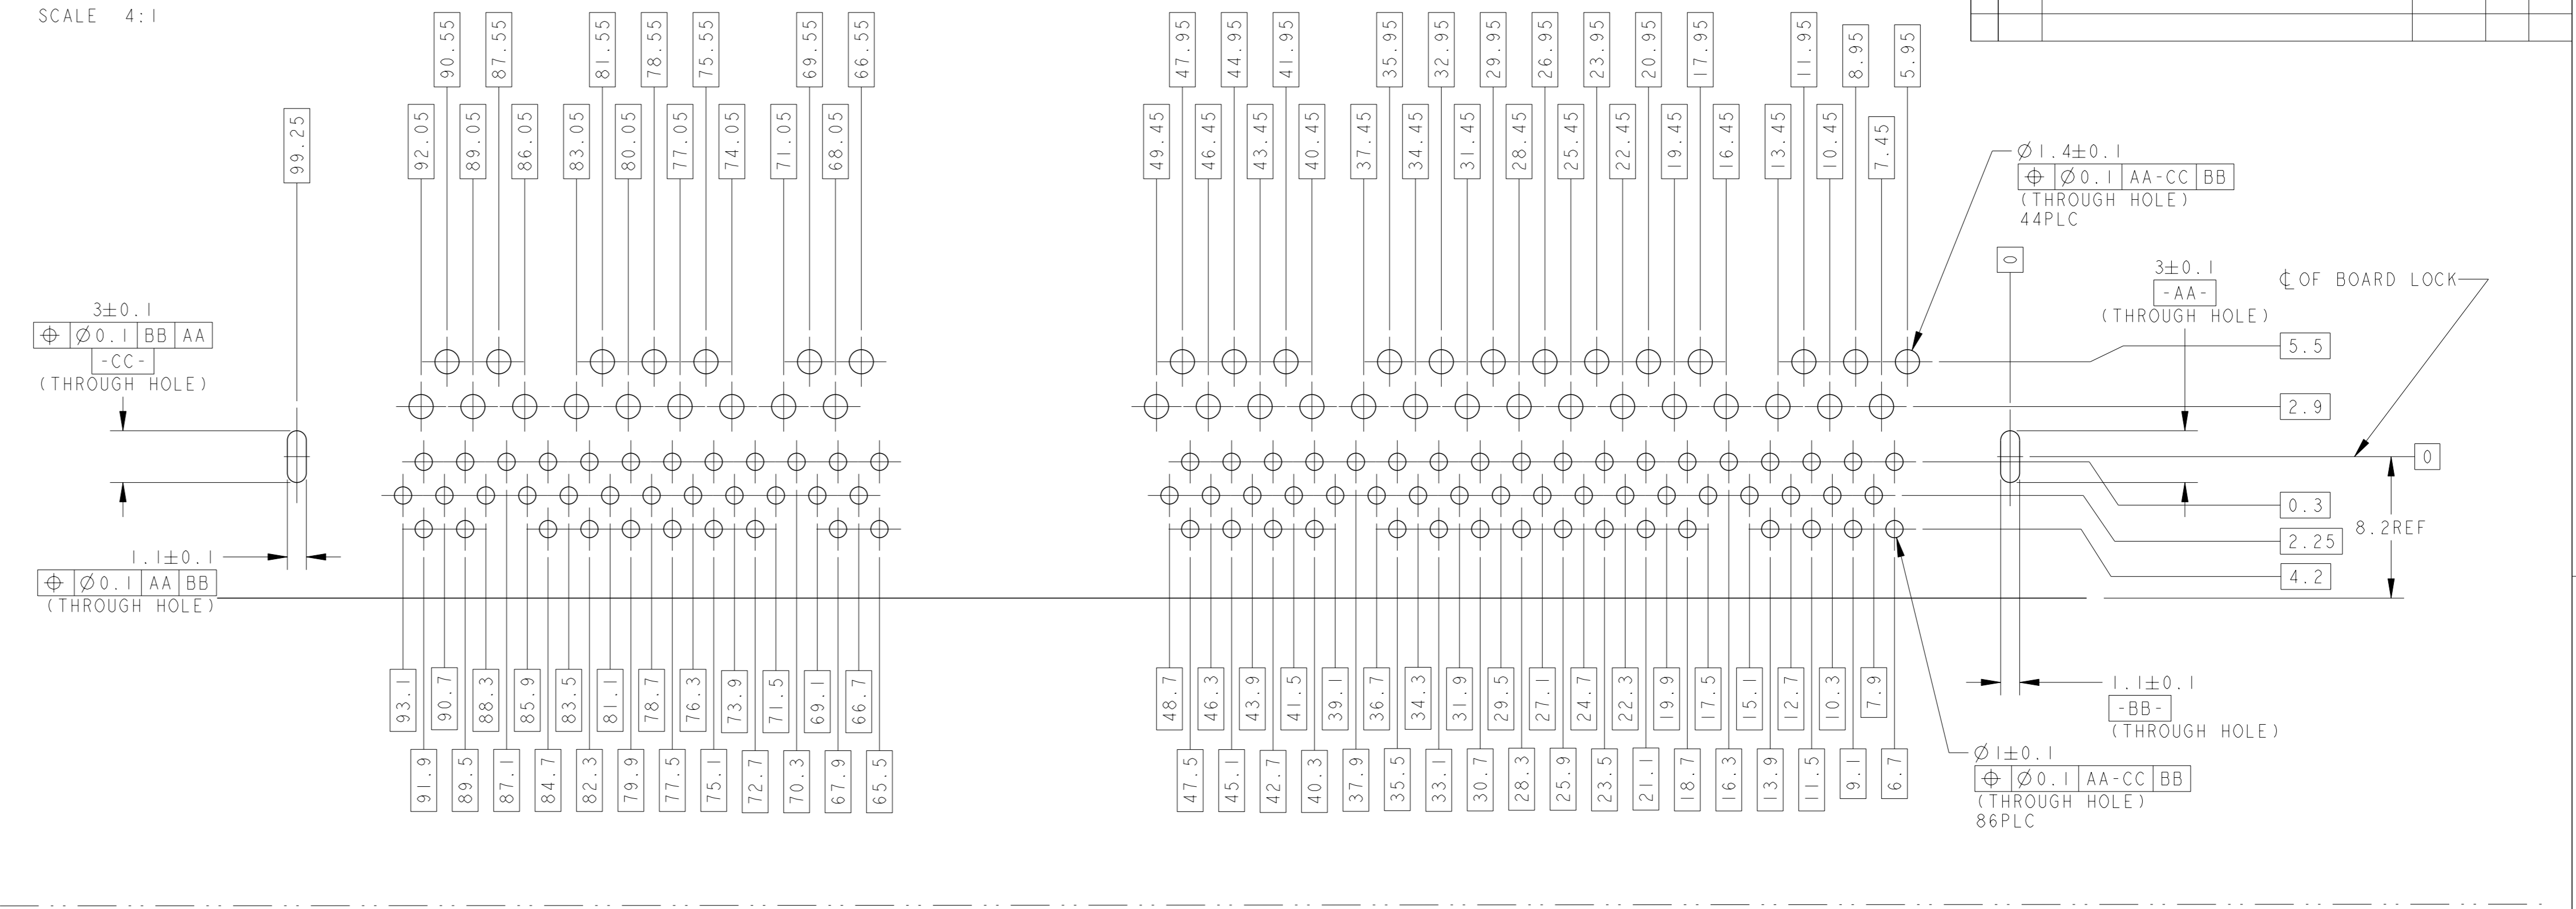 SCALE 4:1
90.55 87.55 81.55 78.55 75.55 69.55 66.55
47.95 44.95 41.95 35.95 32.95 29.95 26.95 23.95 20.95 17.95 11.95 8.95 5.95
99.25
92.05 89.05 86.05 83.05 80.05 77.05 74.05 71.05 68.05
49.45 46.45 43.45 40.45 37.45 34.45 31.45 28.45 25.45 22.45 19.45 16.45 13.45 10.45 7.45
Ø1.4±0.1
⌖ Ø0.1 AA-CC BB
(THROUGH HOLE)
44PLC
0
3±0.1
-AA-
(THROUGH HOLE)
℄ OF BOARD LOCK
3±0.1
⌖ Ø0.1 BB AA
-CC-
(THROUGH HOLE)
5.5
2.9
0
0.3
2.25
4.2
8.2REF
1.1±0.1
⌖ Ø0.1 AA BB
(THROUGH HOLE)
93.1 90.7 88.3 85.9 83.5 81.1 78.7 76.3 73.9 71.5 69.1 66.7
48.7 46.3 43.9 41.5 39.1 36.7 34.3 31.9 29.5 27.1 24.7 22.3 19.9 17.5 15.1 12.7 10.3 7.9
1.1±0.1
-BB-
(THROUGH HOLE)
91.9 89.5 87.1 84.7 82.3 79.9 77.5 75.1 72.7 70.3 67.9 65.5
47.5 45.1 42.7 40.3 37.9 35.5 33.1 30.7 28.3 25.9 23.5 21.1 18.7 16.3 13.9 11.5 9.1 6.7
Ø1±0.1
⌖ Ø0.1 AA-CC BB
(THROUGH HOLE)
86PLC